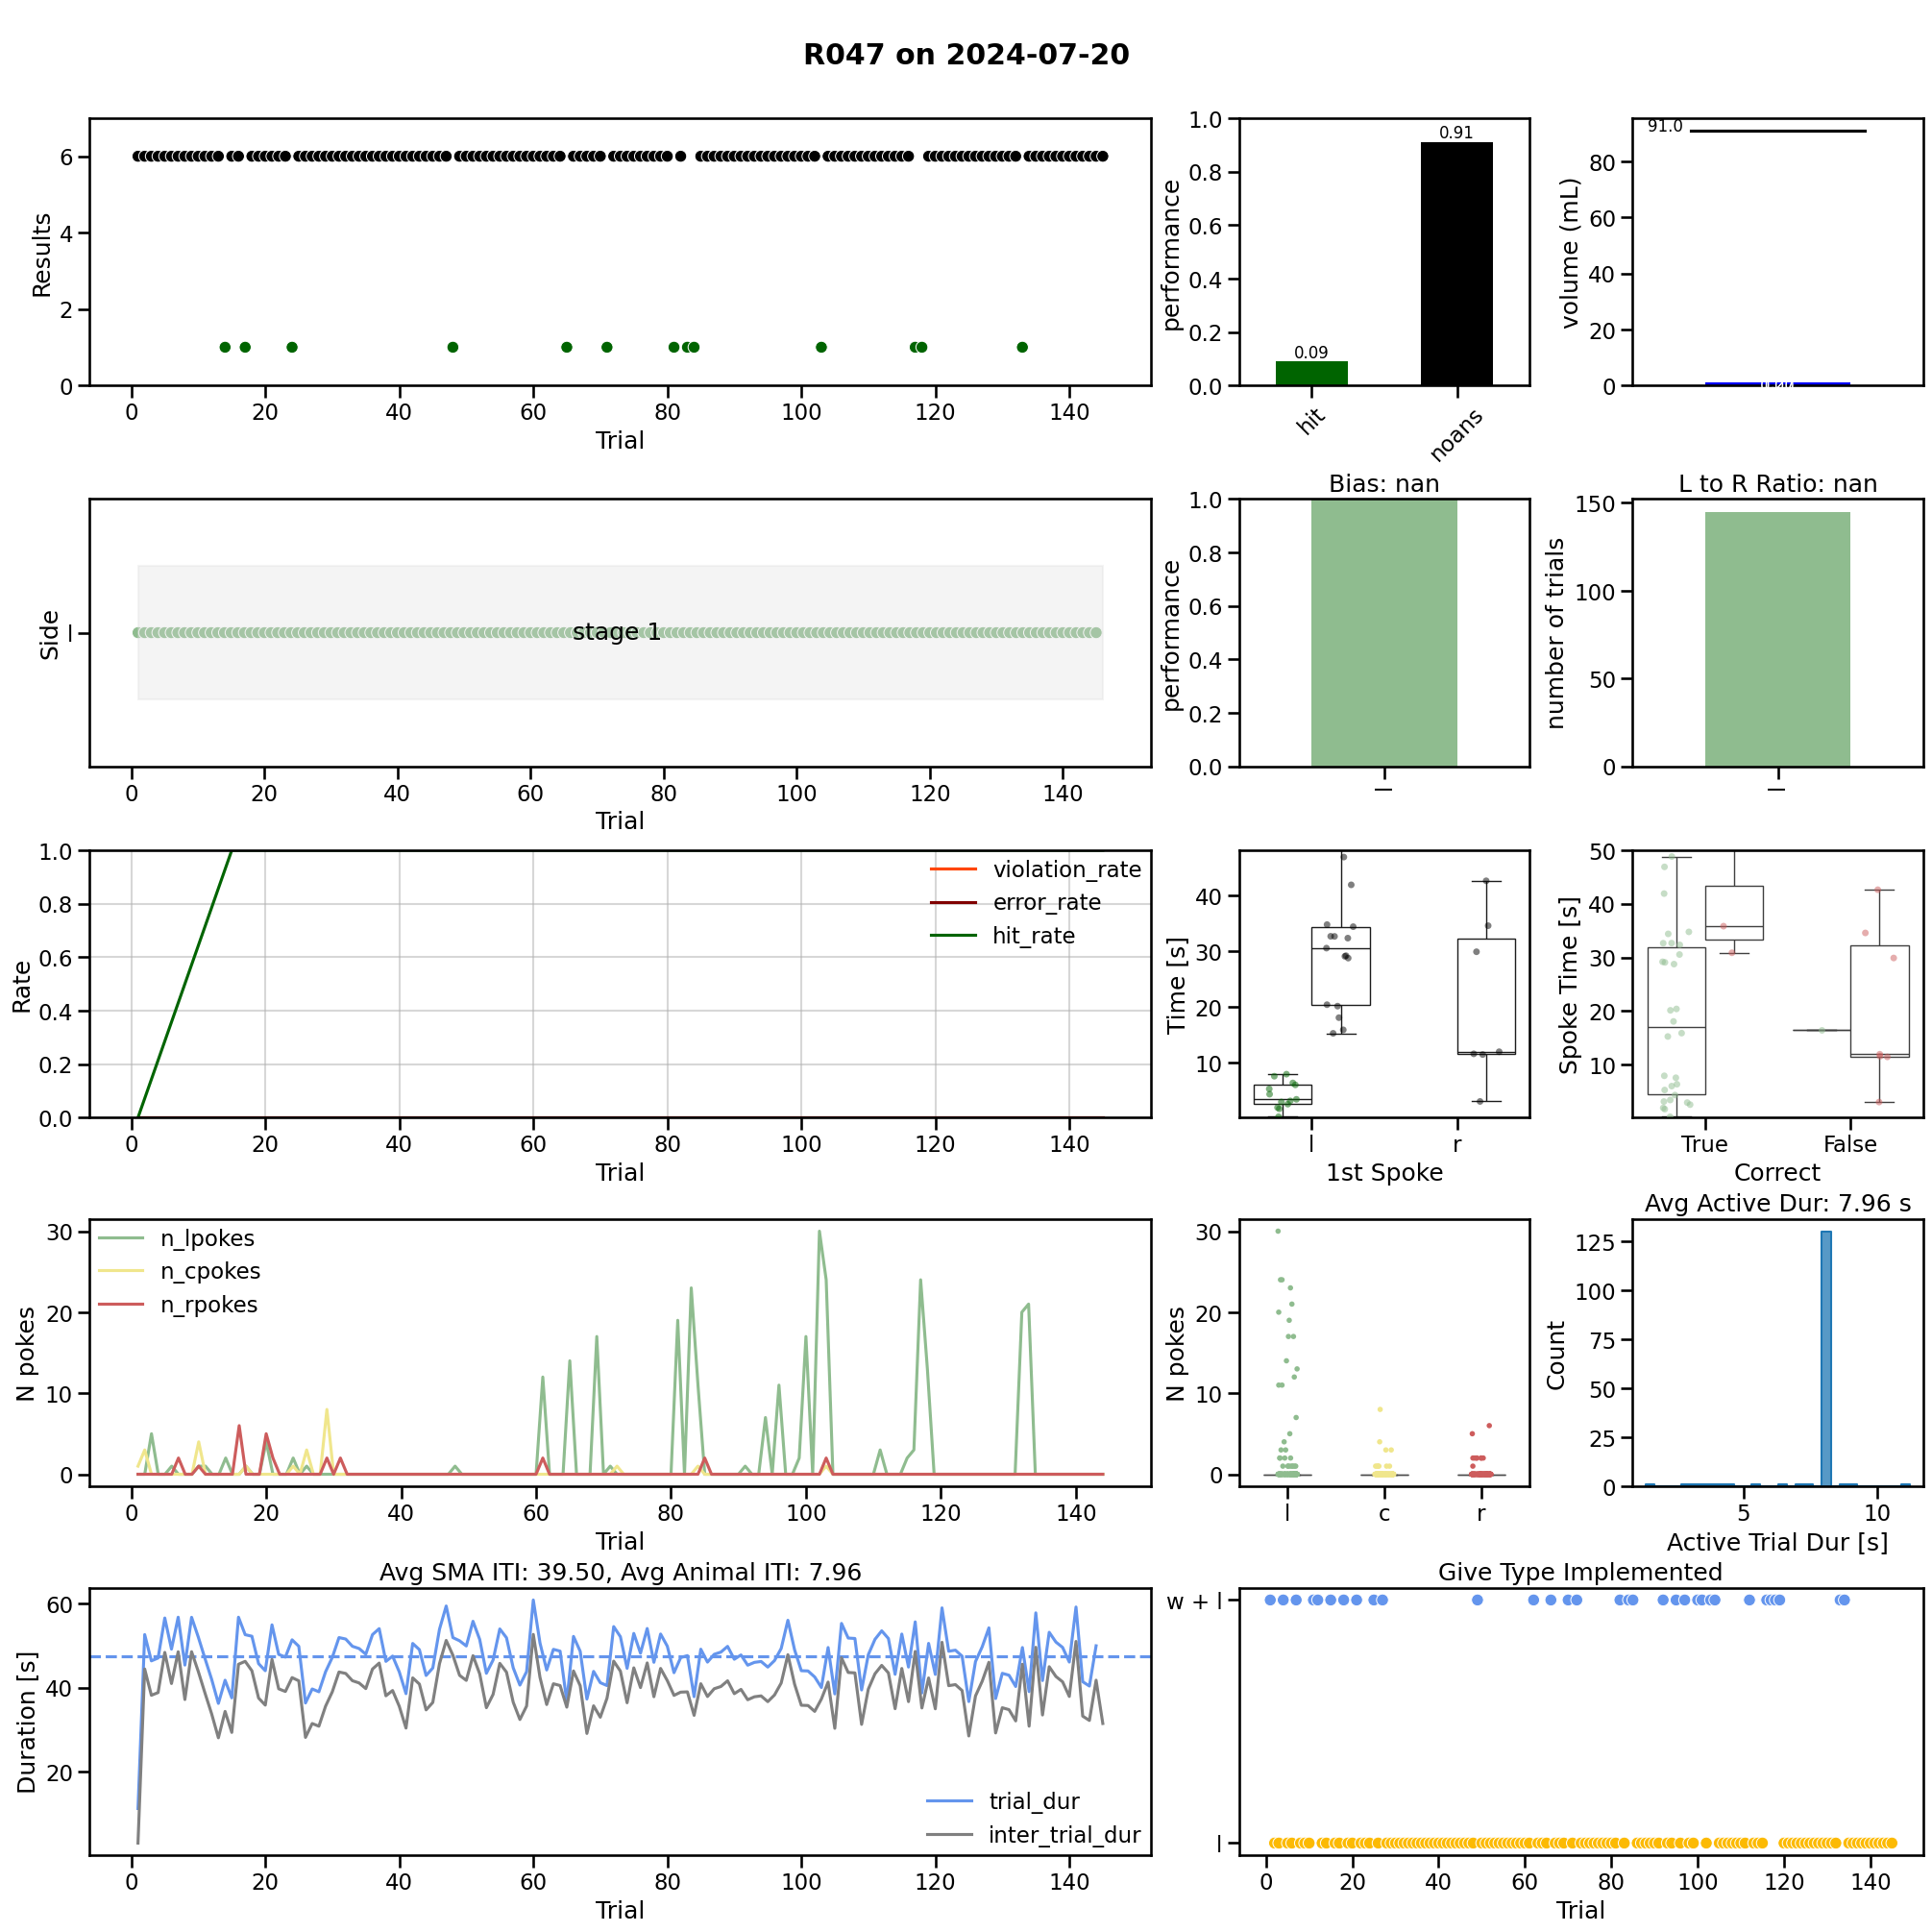 R047 on 2024-07-20
Results
6
4
2
0
0 20 40 60 80 100 120 140
Trial
performance
1.0
0.8
0.6
0.4
0.2
0.0
0.09
0.91
hit
noans
volume (mL)
80
60
40
20
0
91.0
Side
l
stage 1
0 20 40 60 80 100 120 140
Trial
Bias: nan
performance
1.0
0.8
0.6
0.4
0.2
0.0
l
L to R Ratio: nan
number of trials
150
100
50
0
l
Rate
1.0
0.8
0.6
0.4
0.2
0.0
violation_rate
error_rate
hit_rate
0 20 40 60 80 100 120 140
Trial
Time [s]
40
30
20
10
l r
1st Spoke
Spoke Time [s]
50
40
30
20
10
True False
Correct
N pokes
30
20
10
0
n_lpokes
n_cpokes
n_rpokes
0 20 40 60 80 100 120 140
Trial
N pokes
30
20
10
0
l c r
Avg Active Dur: 7.96 s
Count
125
100
75
50
25
0
5 10
Active Trial Dur [s]
Avg SMA ITI: 39.50, Avg Animal ITI: 7.96
Duration [s]
60
40
20
trial_dur
inter_trial_dur
0 20 40 60 80 100 120 140
Trial
Give Type Implemented
w + l
l
0 20 40 60 80 100 120 140
Trial